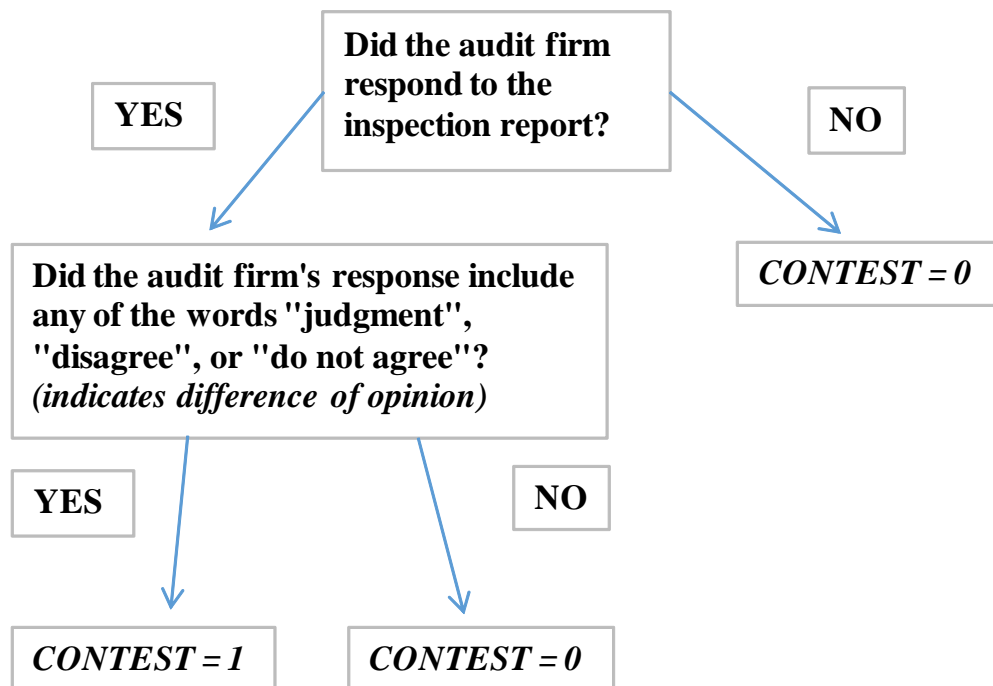 Did the audit firm
respond to the
inspection report?
YES
NO
Did the audit firm's response include
any of the words "judgment",
"disagree", or "do not agree"?
(indicates difference of opinion)
CONTEST = 0
YES
NO
CONTEST = 1
CONTEST = 0